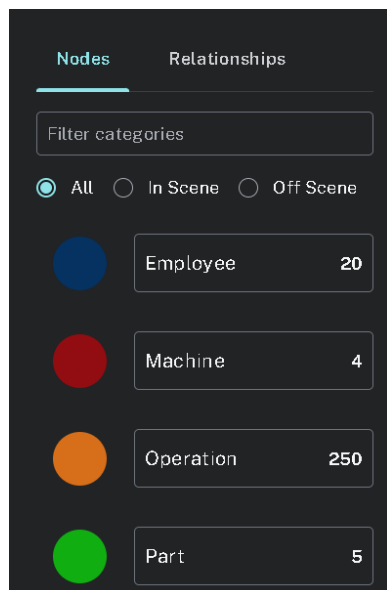 Nodes Relationships
Filter categories
All In Scene Off Scene
Employee 20
Machine 4
Operation 250
Part 5